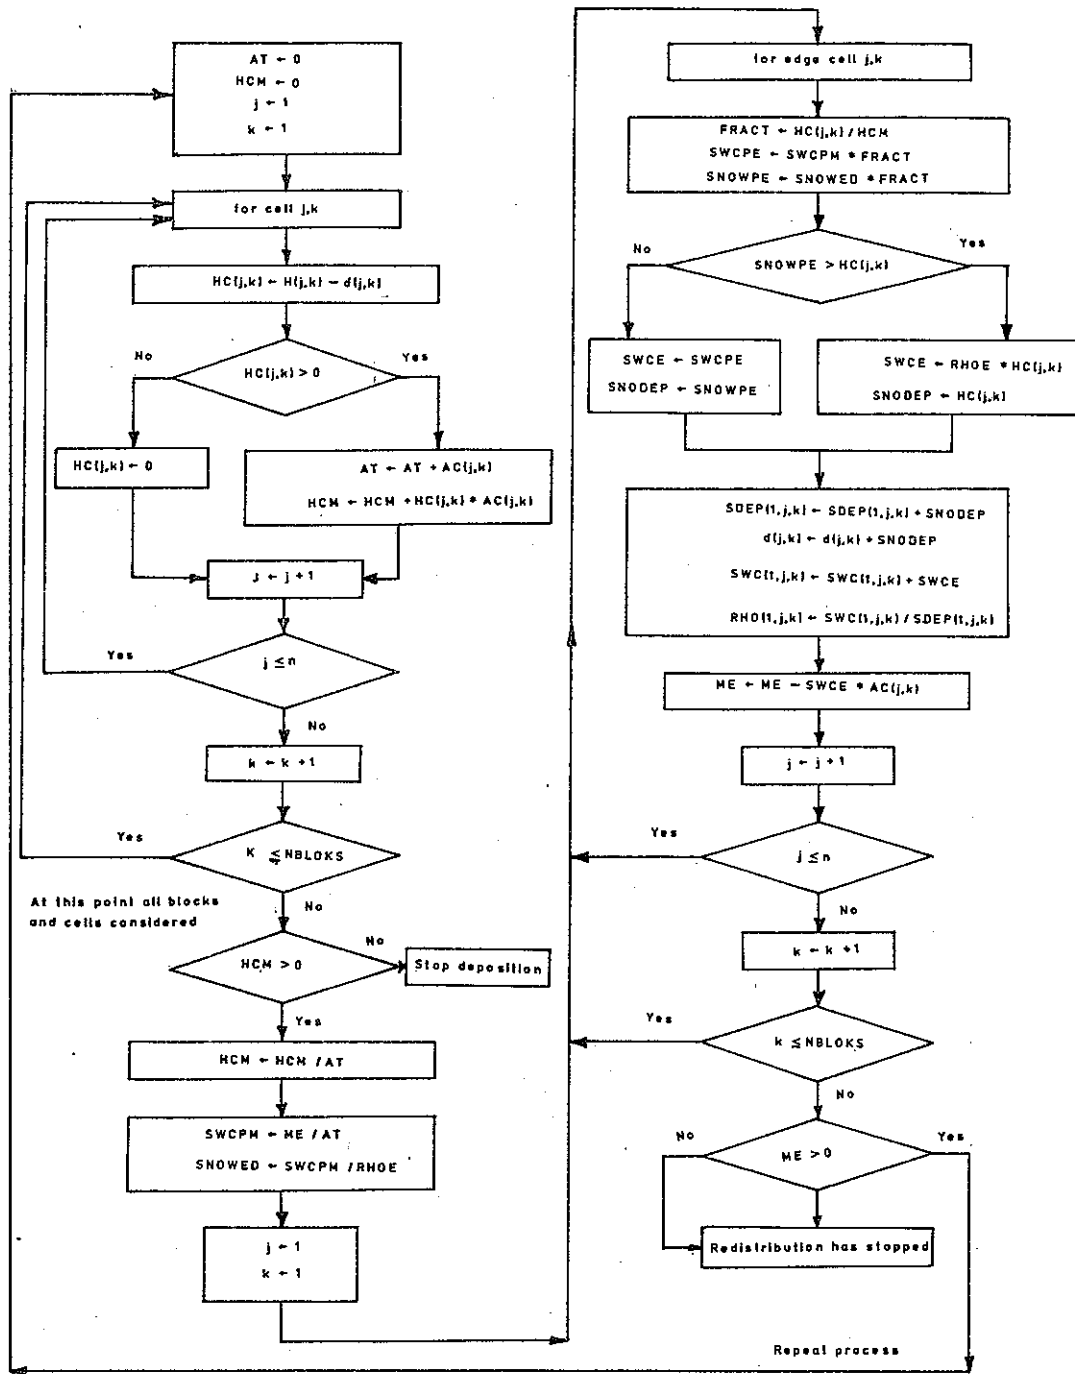 AT ← 0
HCM ← 0
j ← 1
k ← 1
for cell j,k
HC(j,k) ← H(j,k) − d(j,k)
No
Yes
HC(j,k) > 0
HC(j,k) ← 0
AT ← AT + AC(j,k)
HCM ← HCM + HC(j,k) * AC(j,k)
J ← j + 1
Yes
j ≤ n
No
k ← k + 1
Yes
K ≤ NBLOKS
At this point all blocks
and cells considered
No
HCM > 0
No
Stop deposition
Yes
HCM ← HCM / AT
SWCPM ← ME / AT
SNOWED ← SWCPM / RHOE
j ← 1
k ← 1
for edge cell j,k
FRACT ← HC(j,k) / HCM
SWCPE ← SWCPM * FRACT
SNOWPE ← SNOWED * FRACT
No
Yes
SNOWPE > HC(j,k)
SWCE ← SWCPE
SNODEP ← SNOWPE
SWCE ← RHOE * HC(j,k)
SNODEP ← HC(j,k)
SDEP(1,j,k) ← SDEP(1,j,k) + SNODEP
d(j,k) ← d(j,k) + SNODEP
SWC(1,j,k) ← SWC(1,j,k) + SWCE
RHO(1,j,k) ← SWC(1,j,k) / SDEP(1,j,k)
ME ← ME − SWCE * AC(j,k)
j ← j + 1
Yes
j ≤ n
No
k ← k + 1
Yes
k ≤ NBLOKS
No
No
Yes
ME > 0
Redistribution has stopped
Repeat process